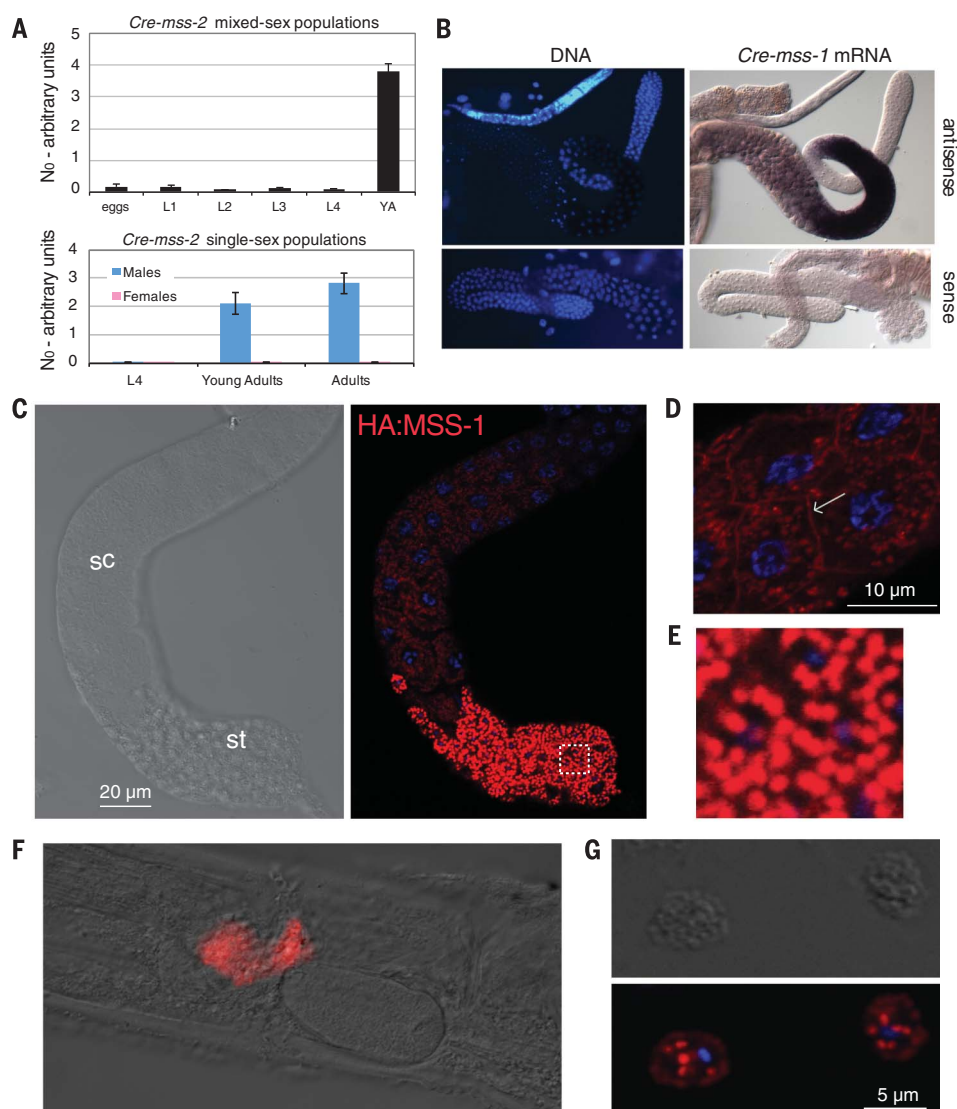 A
Cre-mss-2 mixed-sex populations
N0 - arbitrary units
5
4
3
2
1
0
eggs L1 L2 L3 L4 YA
Cre-mss-2 single-sex populations
N0 - arbitrary units
4
3
2
1
0
Males
Females
L4 Young Adults Adults
B
DNA Cre-mss-1 mRNA
antisense
sense
C
sc
st
20 µm
HA:MSS-1
D
10 µm
E
F
G
5 µm